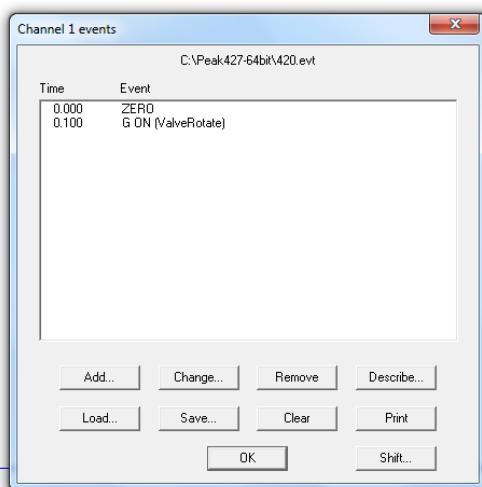 Channel 1 events
C:\Peak427-64bit\420.evt
Time Event
0.000 ZERO
0.100 G ON (ValveRotate)
Add... Change... Remove Describe...
Load... Save... Clear Print
OK Shift...